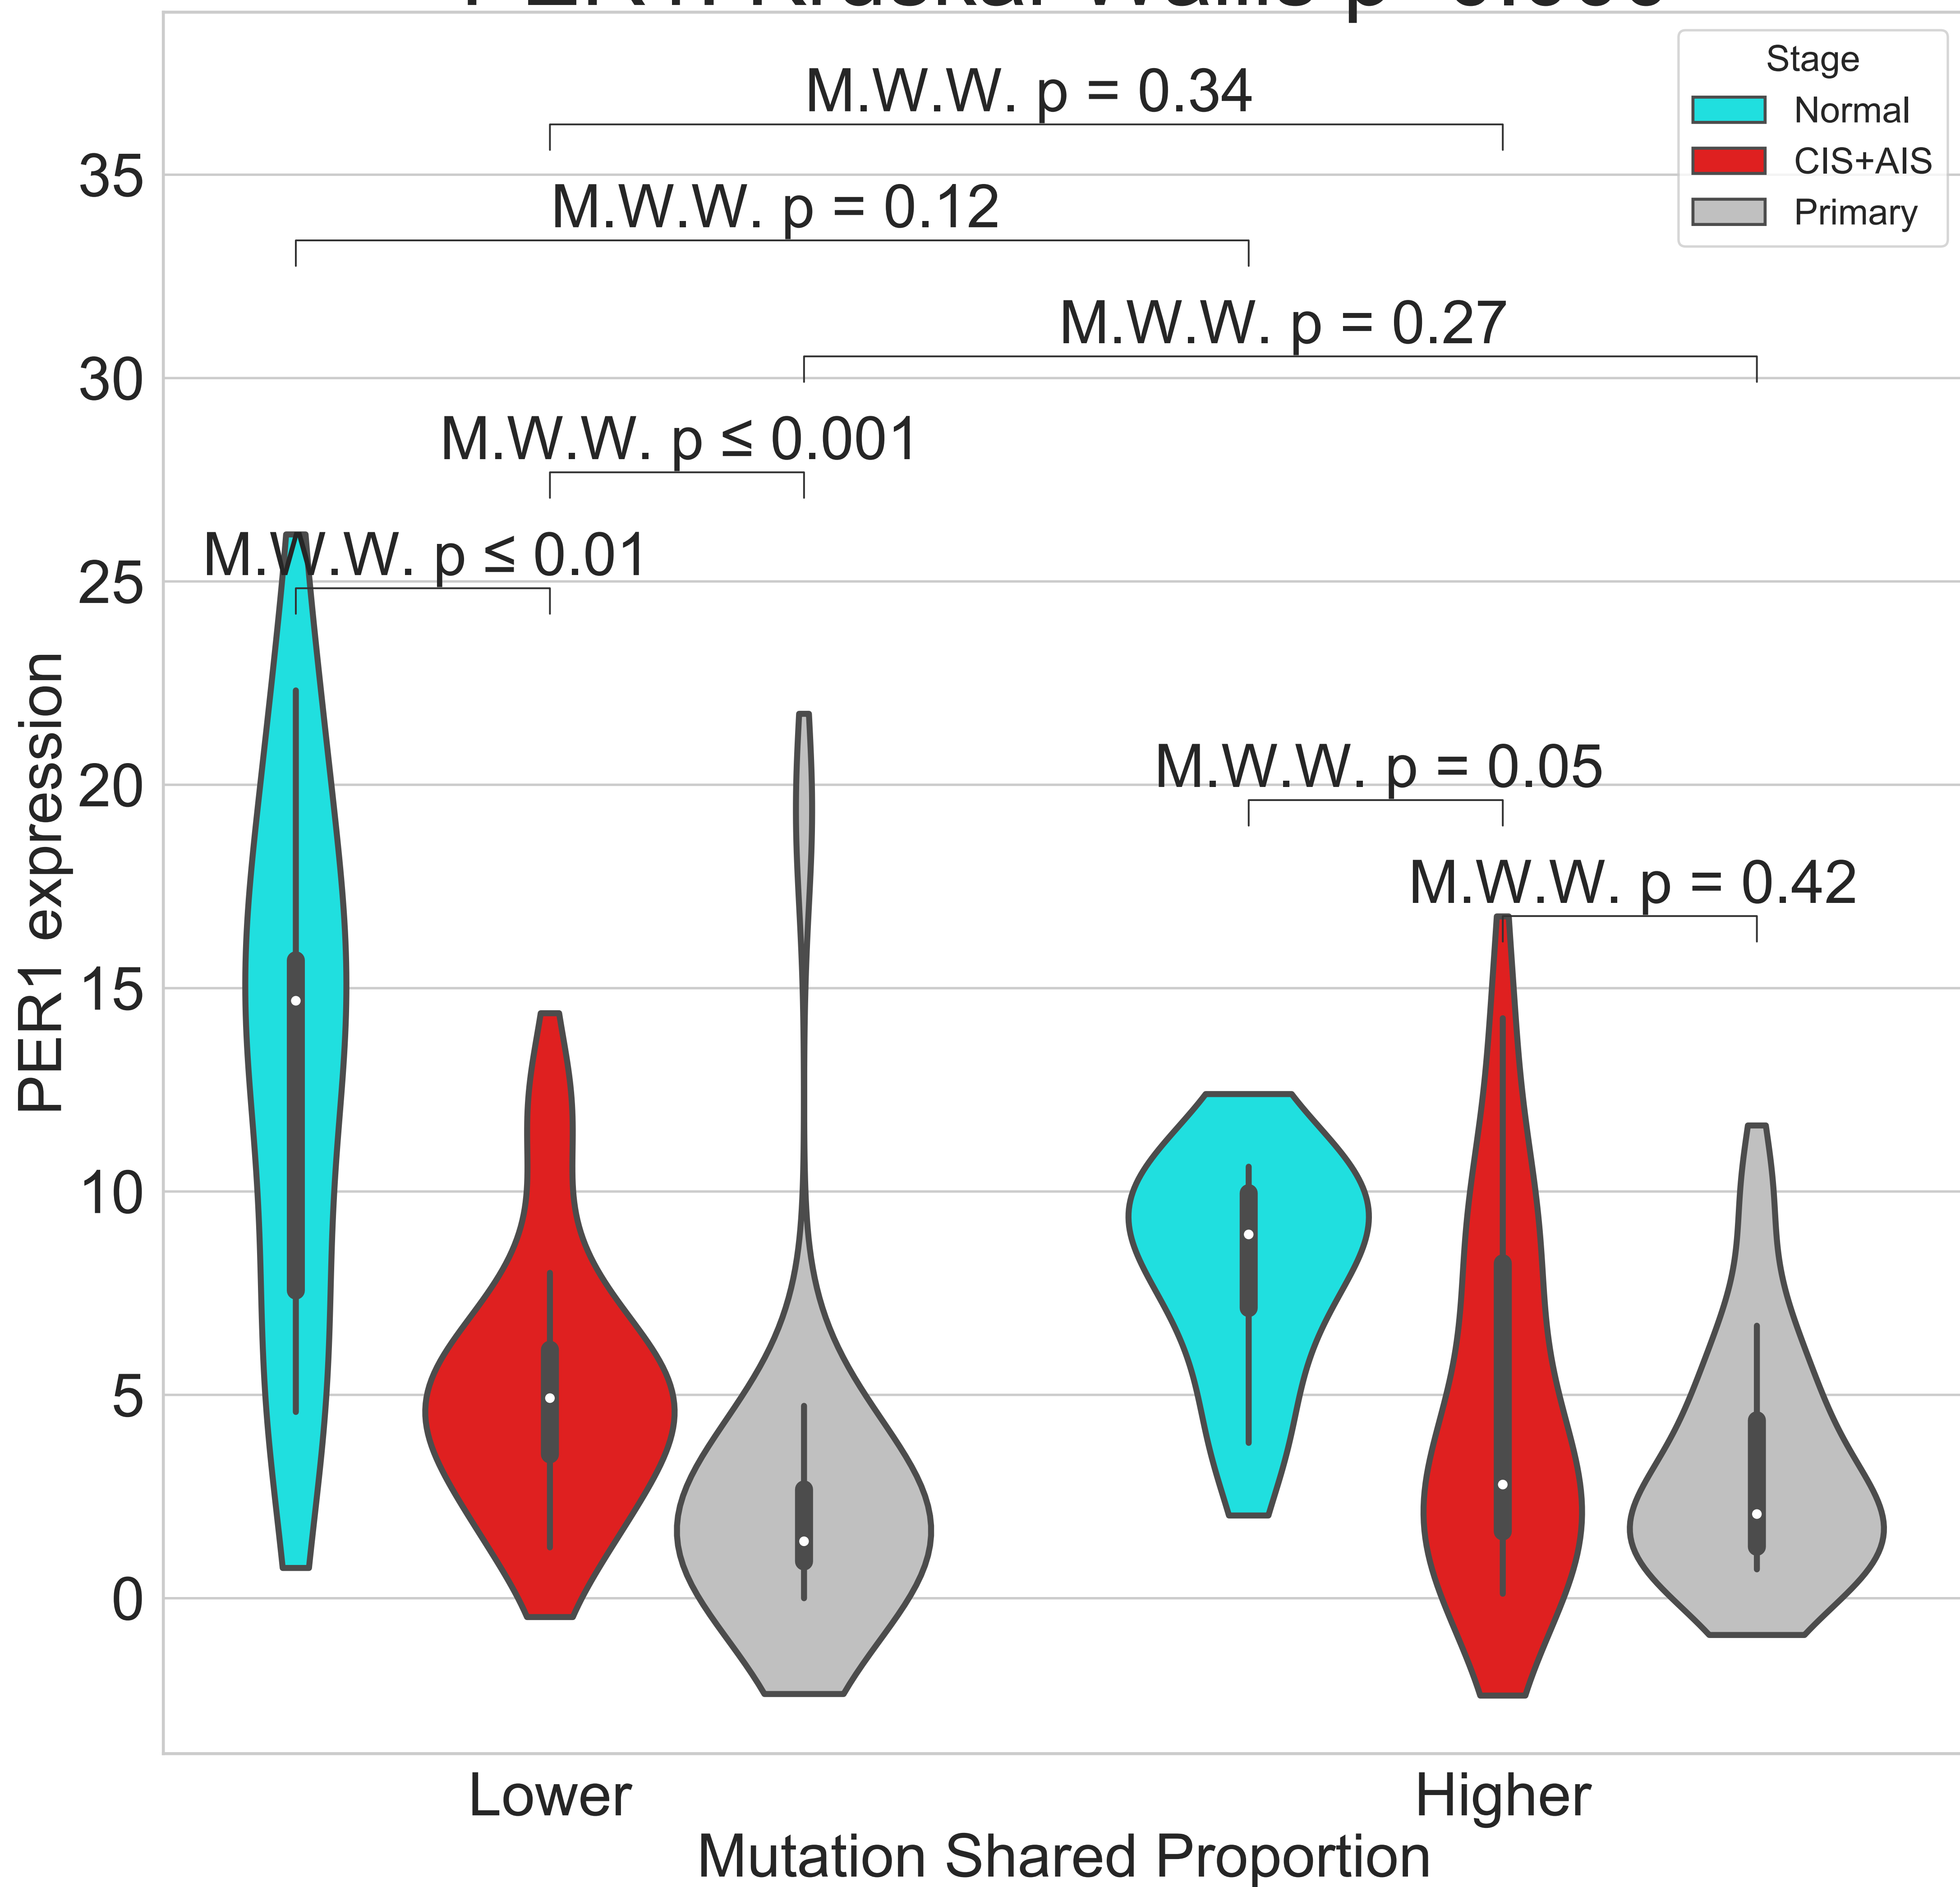 Stage
Normal
CIS+AIS
Primary
M.W.W. p = 0.34
M.W.W. p = 0.12
M.W.W. p = 0.27
M.W.W. p ≤ 0.001
M.W.W. p ≤ 0.01
M.W.W. p = 0.05
M.W.W. p = 0.42
35
30
25
20
15
10
5
0
PER1 expression
Lower
Higher
Mutation Shared Proportion